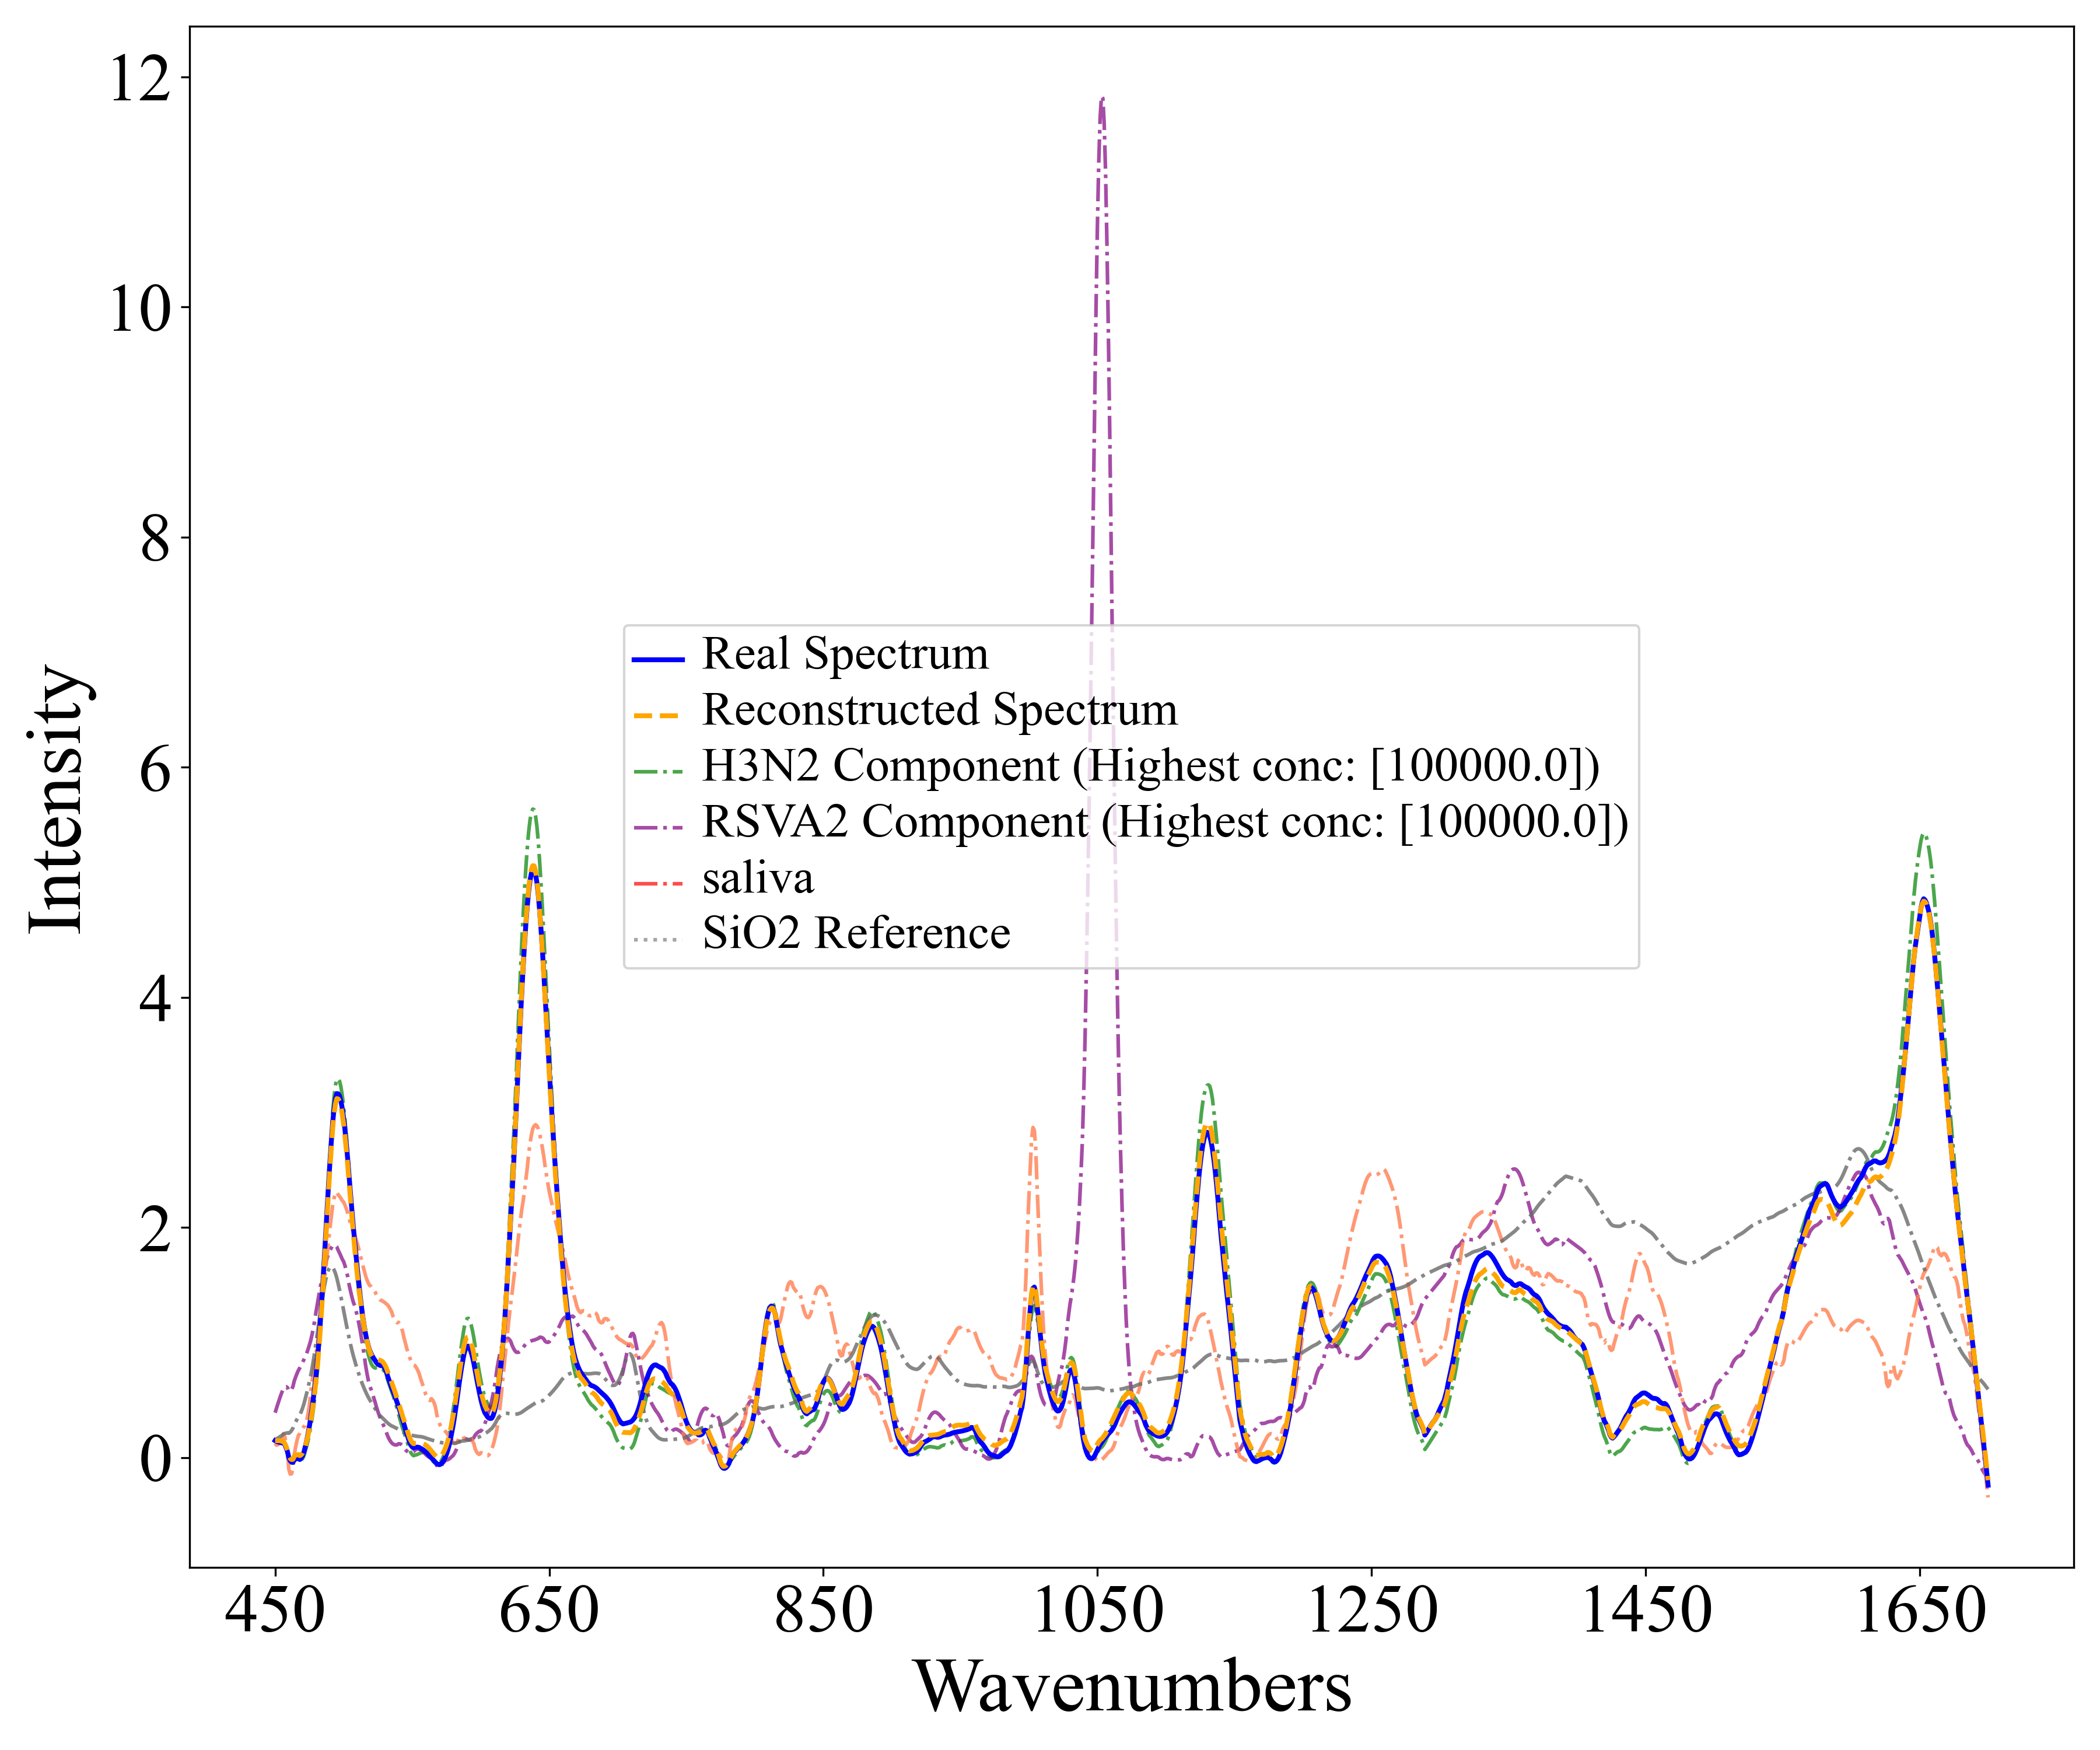 12
10
8
6
4
2
0
Intensity
Real Spectrum
Reconstructed Spectrum
H3N2 Component (Highest conc: [100000.0])
RSVA2 Component (Highest conc: [100000.0])
saliva
SiO2 Reference
450 650 850 1050 1250 1450 1650
Wavenumbers